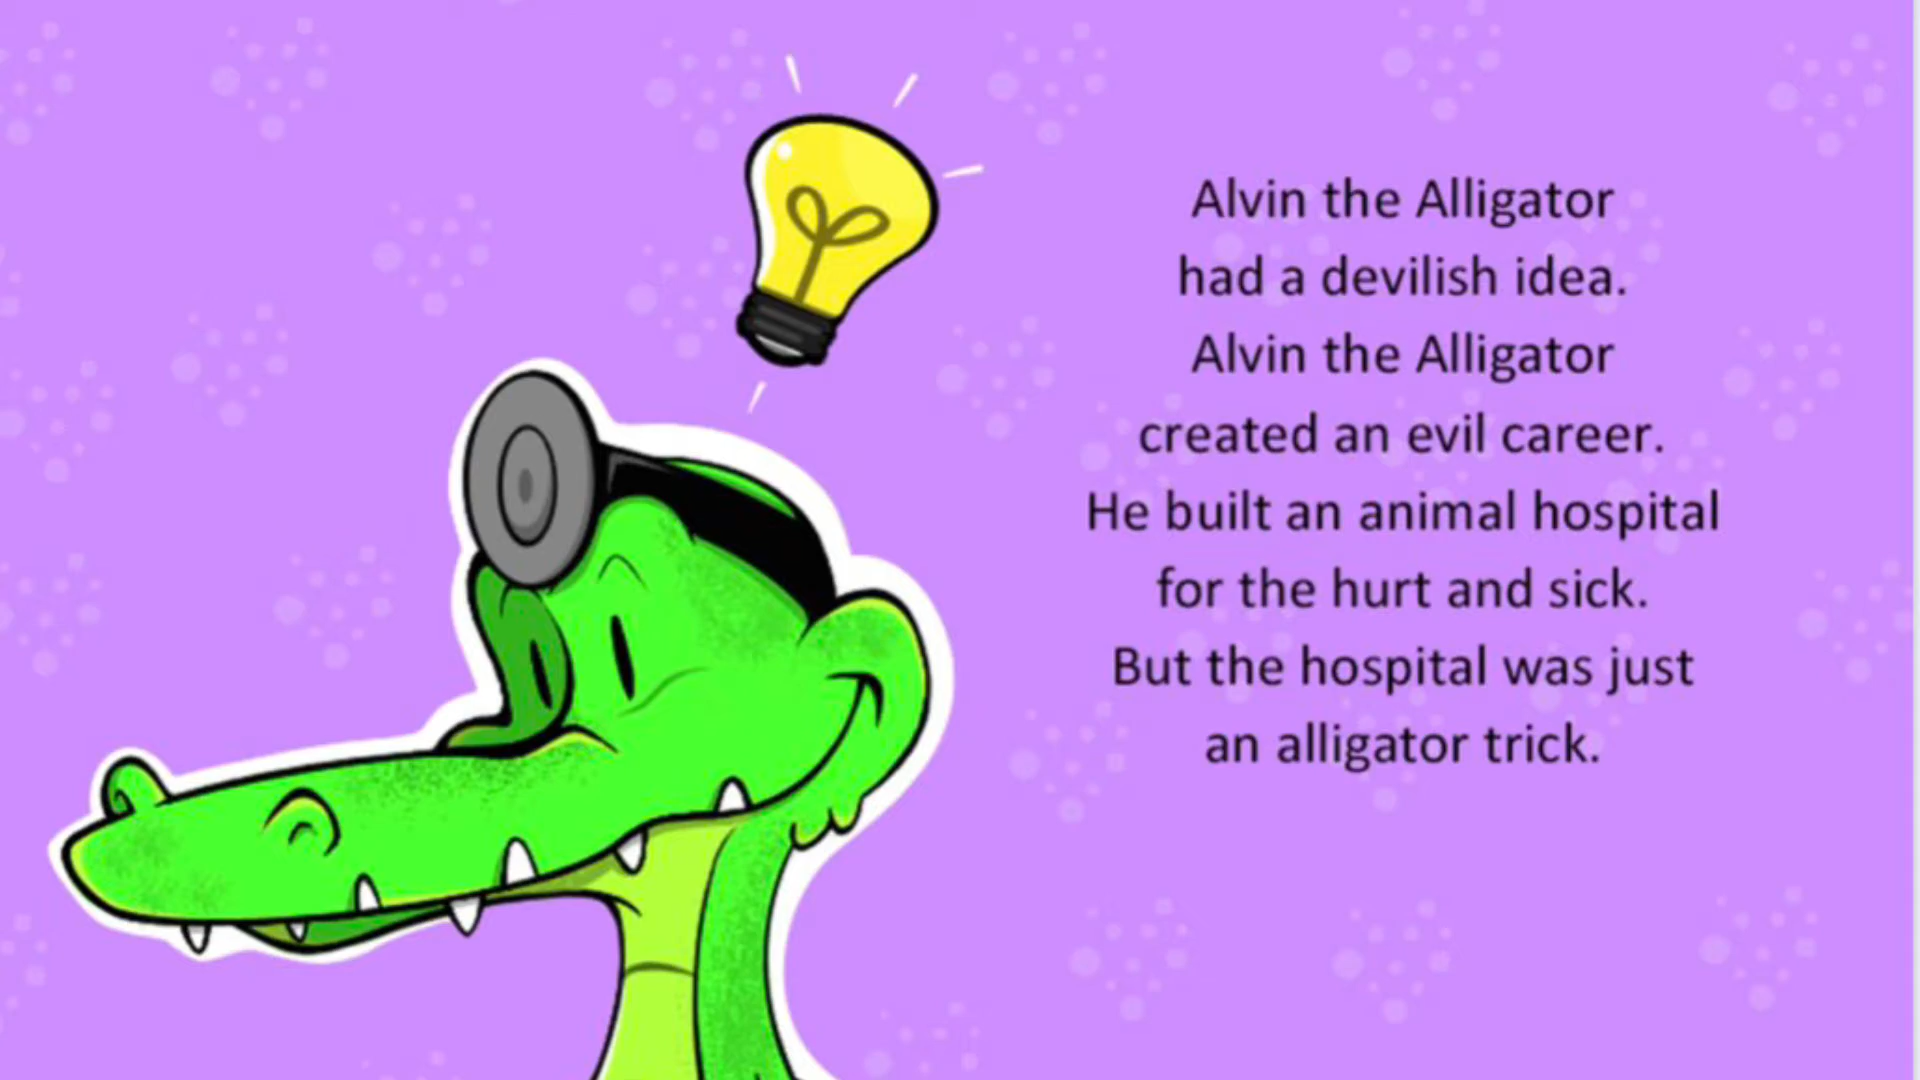 Alvin the Alligator
had a devilish idea.
Alvin the Alligator
created an evil career.
He built an animal hospital
for the hurt and sick.
But the hospital was just
an alligator trick.